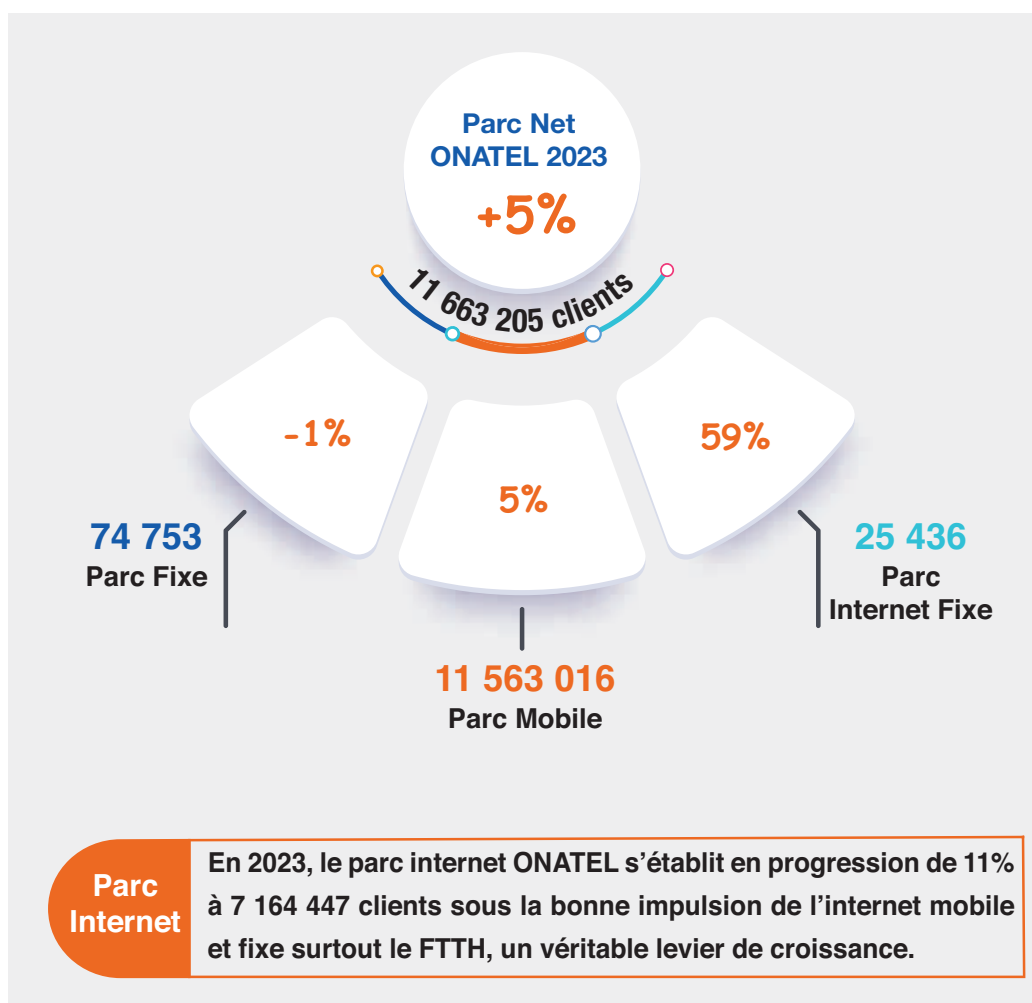 Parc Net
ONATEL 2023
+5%
11 663 205 clients
-1%
5%
59%
74 753
Parc Fixe
11 563 016
Parc Mobile
25 436
Parc
Internet Fixe
Parc
Internet
En 2023, le parc internet ONATEL s’établit en progression de 11%
à 7 164 447 clients sous la bonne impulsion de l’internet mobile
et fixe surtout le FTTH, un véritable levier de croissance.